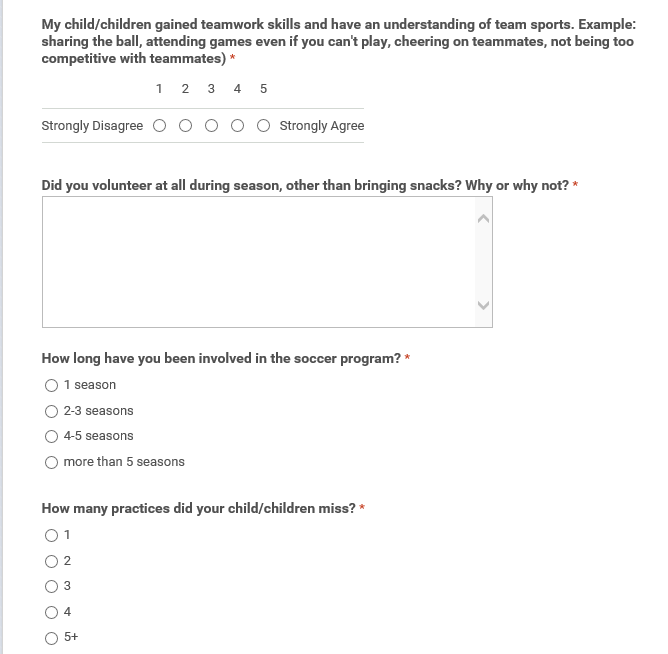 My child/children gained teamwork skills and have an understanding of team sports. Example:
sharing the ball, attending games even if you can't play, cheering on teammates, not being too
competitive with teammates) *
1 2 3 4 5
Strongly Disagree Strongly Agree
Did you volunteer at all during season, other than bringing snacks? Why or why not? *
How long have you been involved in the soccer program? *
1 season
2-3 seasons
4-5 seasons
more than 5 seasons
How many practices did your child/children miss? *
1
2
3
4
5+